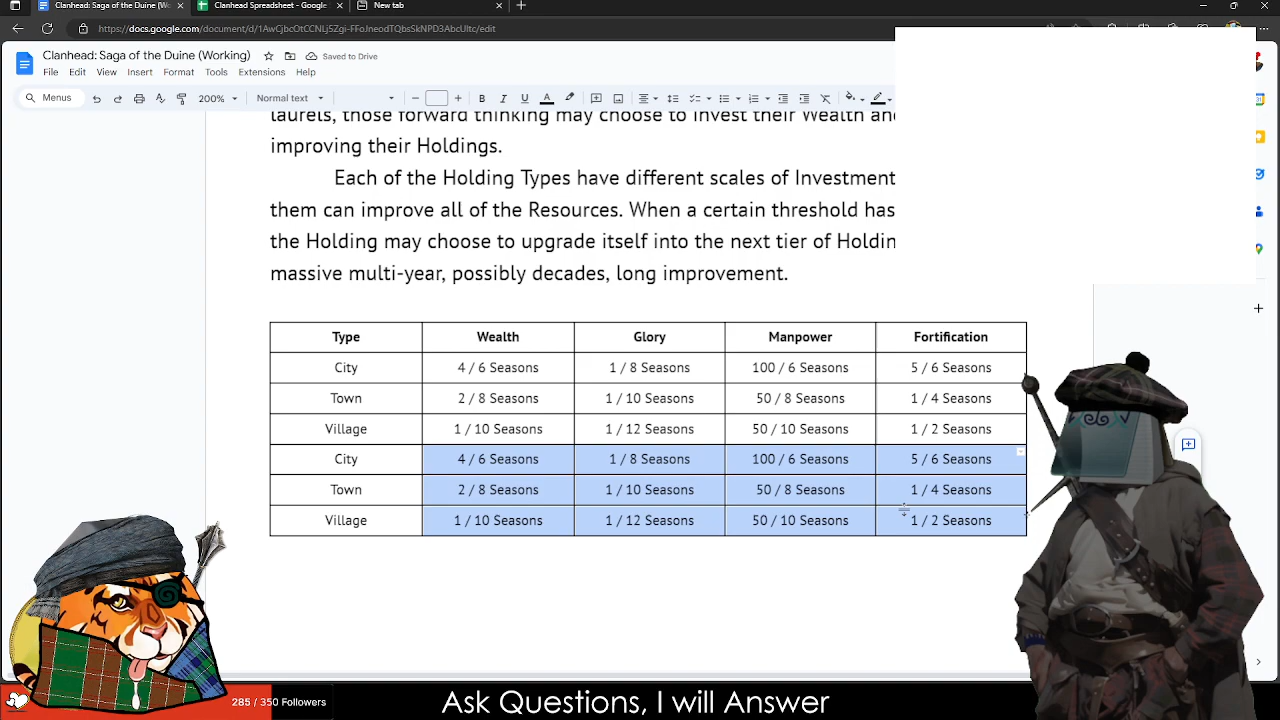 Clanhead: Saga of the Duine (Wo
Clanhead Spreadsheet - Google
New tab
https://docs.google.com/document/d/1AwCjbcOtCCNLj5Zgi-FFoJneodTQbsSkNPD3AbcUltc/edit
Clanhead: Saga of the Duine (Working)
Saved to Drive
File Edit View Insert Format Tools Extensions Help
Menus 200% Normal text
laurels, those forward thinking may choose to invest their Wealth and
improving their Holdings.
Each of the Holding Types have different scales of Investment
them can improve all of the Resources. When a certain threshold has
the Holding may choose to upgrade itself into the next tier of Holdin
massive multi-year, possibly decades, long improvement.
Type Wealth Glory Manpower Fortification
City 4 / 6 Seasons 1 / 8 Seasons 100 / 6 Seasons 5 / 6 Seasons
Town 2 / 8 Seasons 1 / 10 Seasons 50 / 8 Seasons 1 / 4 Seasons
Village 1 / 10 Seasons 1 / 12 Seasons 50 / 10 Seasons 1 / 2 Seasons
City 4 / 6 Seasons 1 / 8 Seasons 100 / 6 Seasons 5 / 6 Seasons
Town 2 / 8 Seasons 1 / 10 Seasons 50 / 8 Seasons 1 / 4 Seasons
Village 1 / 10 Seasons 1 / 12 Seasons 50 / 10 Seasons 1 / 2 Seasons
285 / 350 Followers
Ask Questions, I will Answer